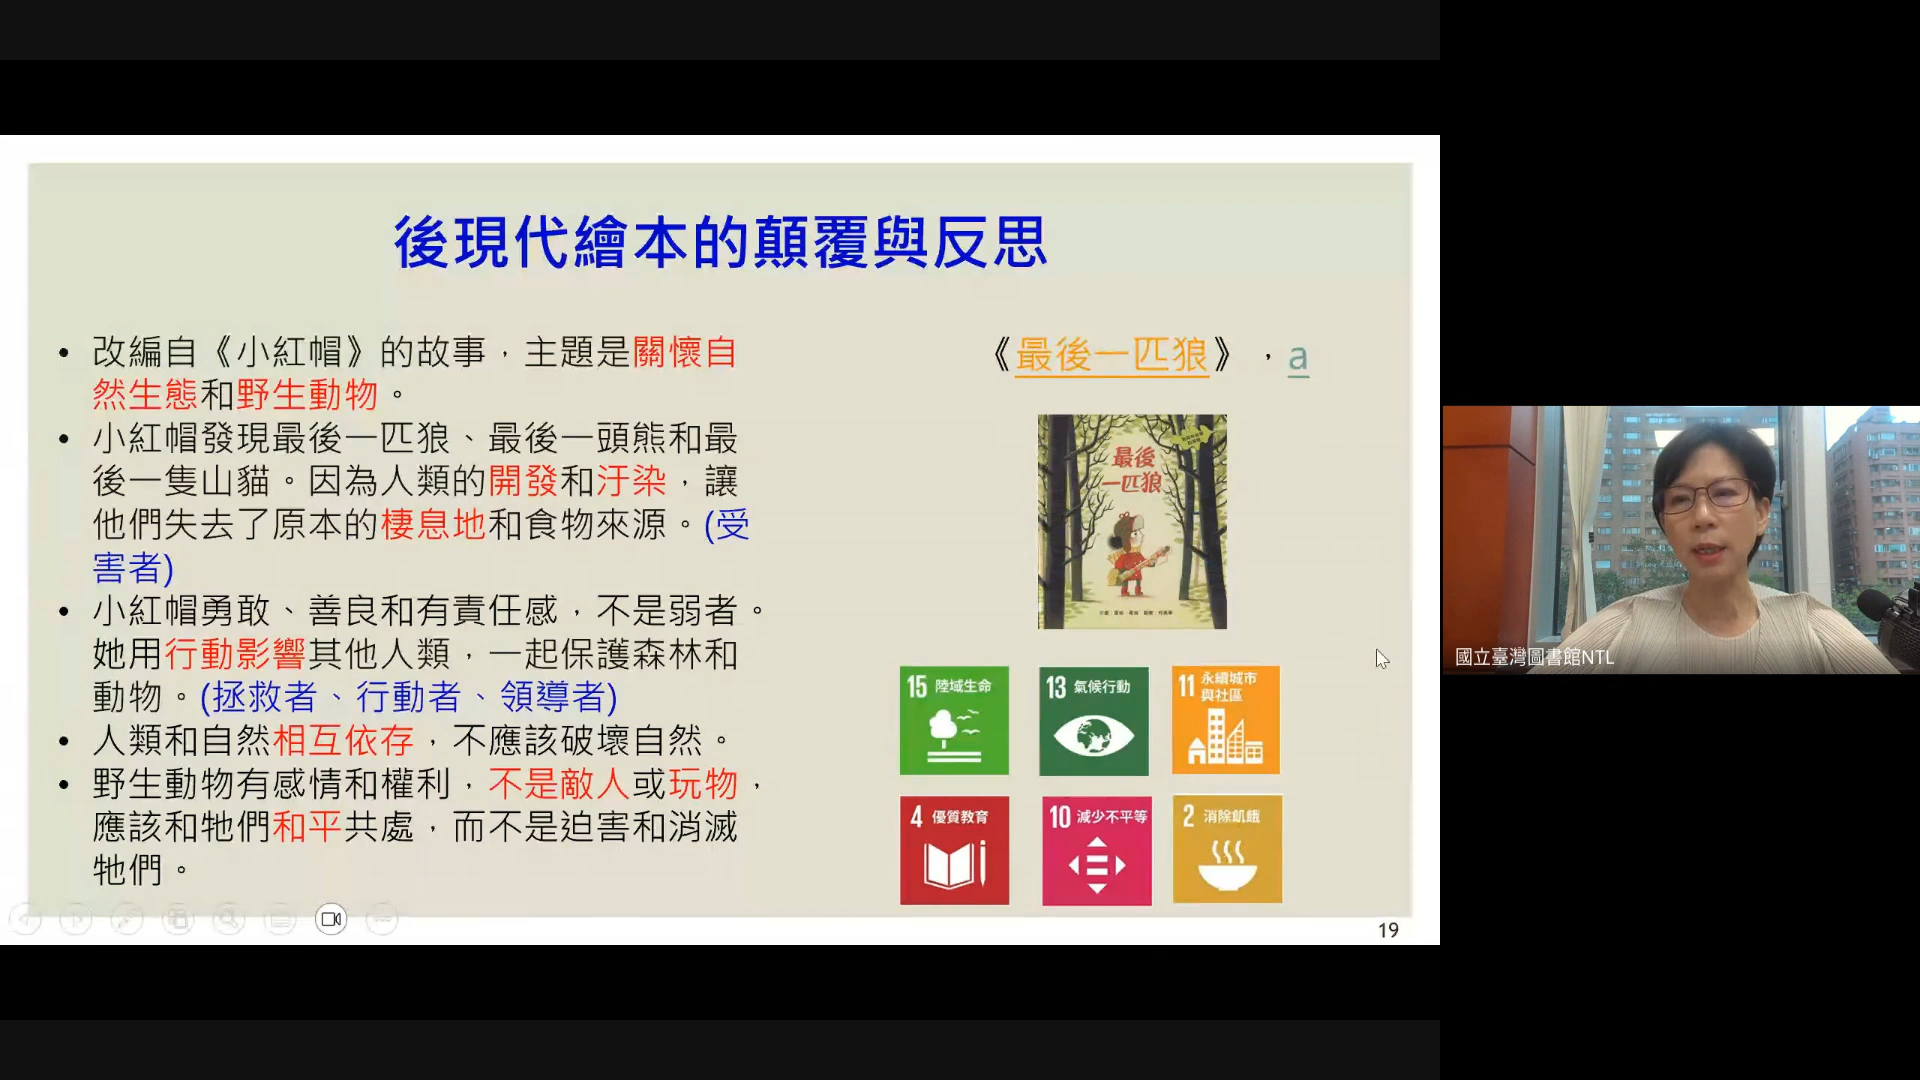 後現代繪本的顛覆與反思
• 改編自《小紅帽》的故事，主題是關懷自
然生態和野生動物。
• 小紅帽發現最後一匹狼、最後一頭熊和最
後一隻山貓。因為人類的開發和汙染，讓
他們失去了原本的棲息地和食物來源。(受
害者)
• 小紅帽勇敢、善良和有責任感，不是弱者。
她用行動影響其他人類，一起保護森林和
動物。(拯救者、行動者、領導者)
• 人類和自然相互依存，不應該破壞自然。
• 野生動物有感情和權利，不是敵人或玩物，
應該和牠們和平共處，而不是迫害和消滅
牠們。
《最後一匹狼》，a
最後
一匹狼
15 陸域生命
13 氣候行動
11 永續城市
與社區
4 優質教育
10 減少不平等
2 消除飢餓
19
國立臺灣圖書館NTL